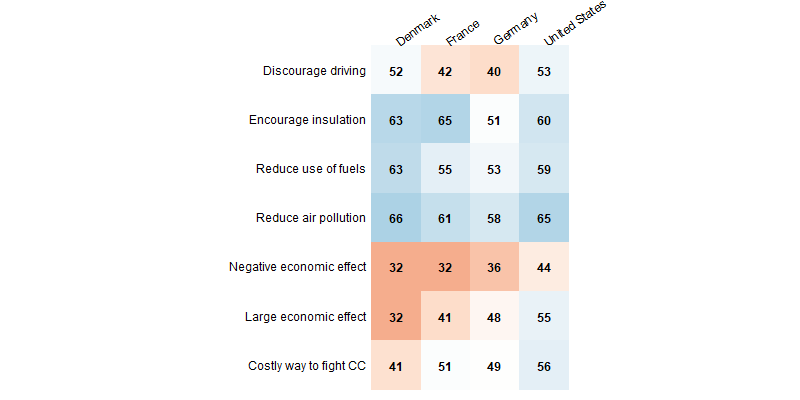 Denmark France Germany United States
Discourage driving 52 42 40 53
Encourage insulation 63 65 51 60
Reduce use of fuels 63 55 53 59
Reduce air pollution 66 61 58 65
Negative economic effect 32 32 36 44
Large economic effect 32 41 48 55
Costly way to fight CC 41 51 49 56